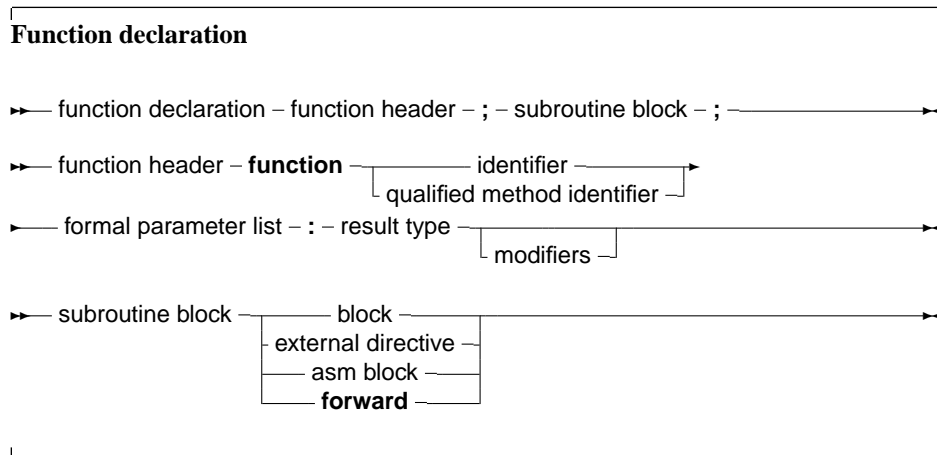 Function declaration
function declaration – function header – ; – subroutine block – ;
function header – function – identifier
qualified method identifier
formal parameter list – : – result type
modifiers
subroutine block – block
external directive
asm block
forward